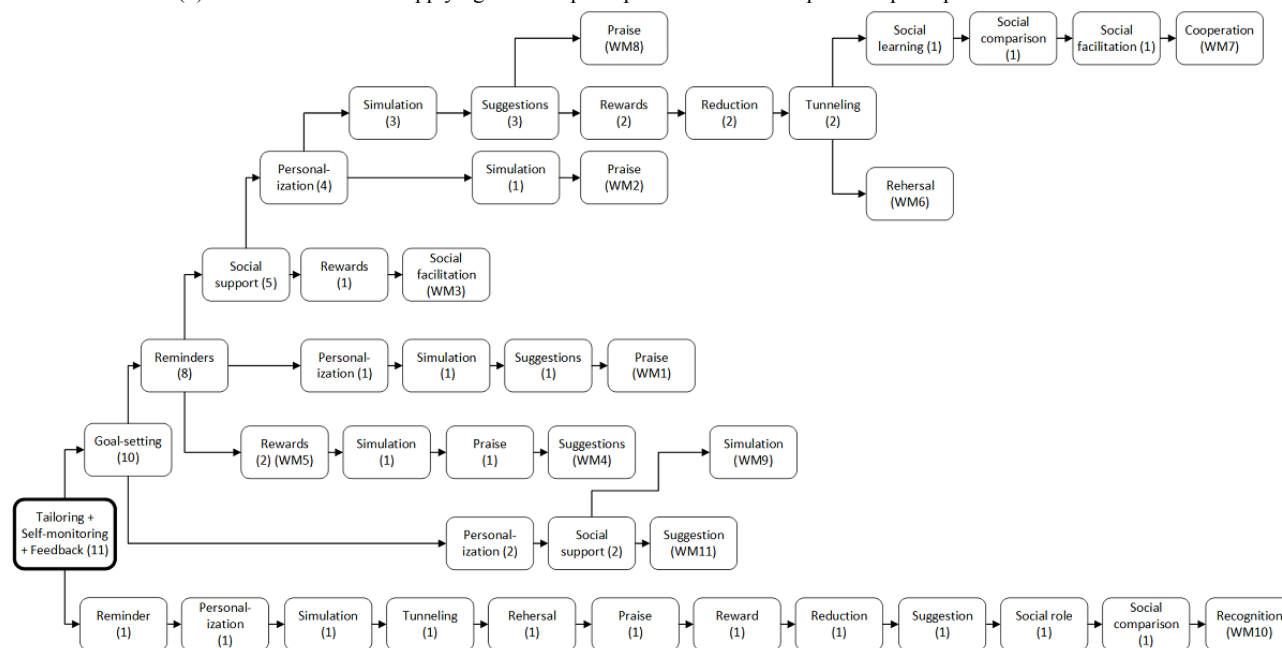 Praise
(WM8)
Social
learning (1)
Social
comparison
(1)
Social
facilitation (1)
Cooperation
(WM7)
Simulation
(3)
Suggestions
(3)
Rewards
(2)
Reduction
(2)
Tunneling
(2)
Personal-
ization (4)
Simulation
(1)
Praise
(WM2)
Rehersal
(WM6)
Social
support (5)
Rewards
(1)
Social
facilitation
(WM3)
Reminders
(8)
Personal-
ization (1)
Simulation
(1)
Suggestions
(1)
Praise
(WM1)
Goal-setting
(10)
Rewards
(2) (WM5)
Simulation
(1)
Praise
(1)
Suggestions
(WM4)
Simulation
(WM9)
Tailoring +
Self-monitoring
+ Feedback (11)
Personal-
ization (2)
Social
support (2)
Suggestion
(WM11)
Reminder
(1)
Personal-
ization
(1)
Simulation
(1)
Tunneling
(1)
Rehersal
(1)
Praise
(1)
Reward
(1)
Reduction
(1)
Suggestion
(1)
Social role
(1)
Social
comparison
(1)
Recognition
(WM10)